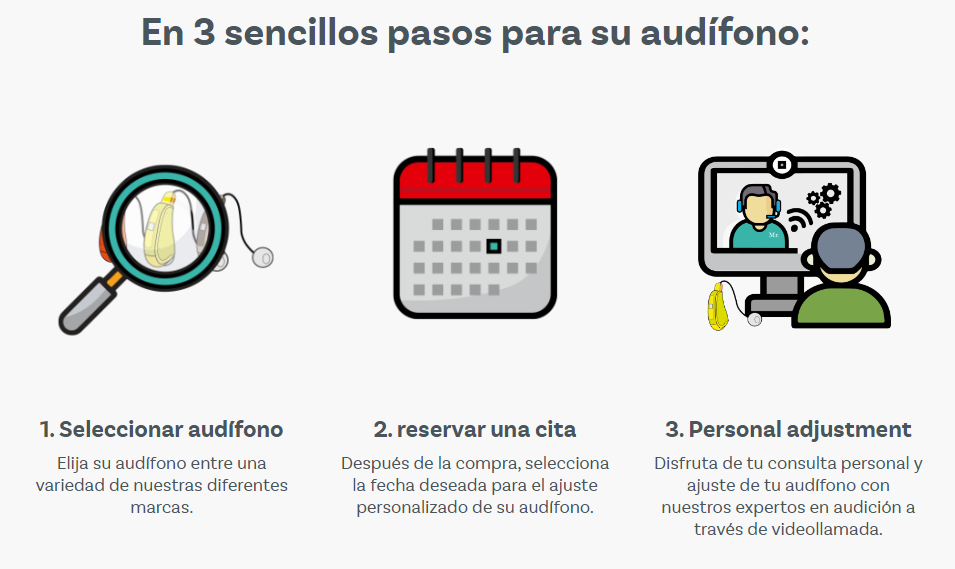 En 3 sencillos pasos para su audífono:
Mr.
1. Seleccionar audífono
Elija su audífono entre una
variedad de nuestras diferentes
marcas.
2. reservar una cita
Después de la compra, selecciona
la fecha deseada para el ajuste
personalizado de su audífono.
3. Personal adjustment
Disfruta de tu consulta personal y
ajuste de tu audífono con
nuestros expertos en audición a
través de videollamada.